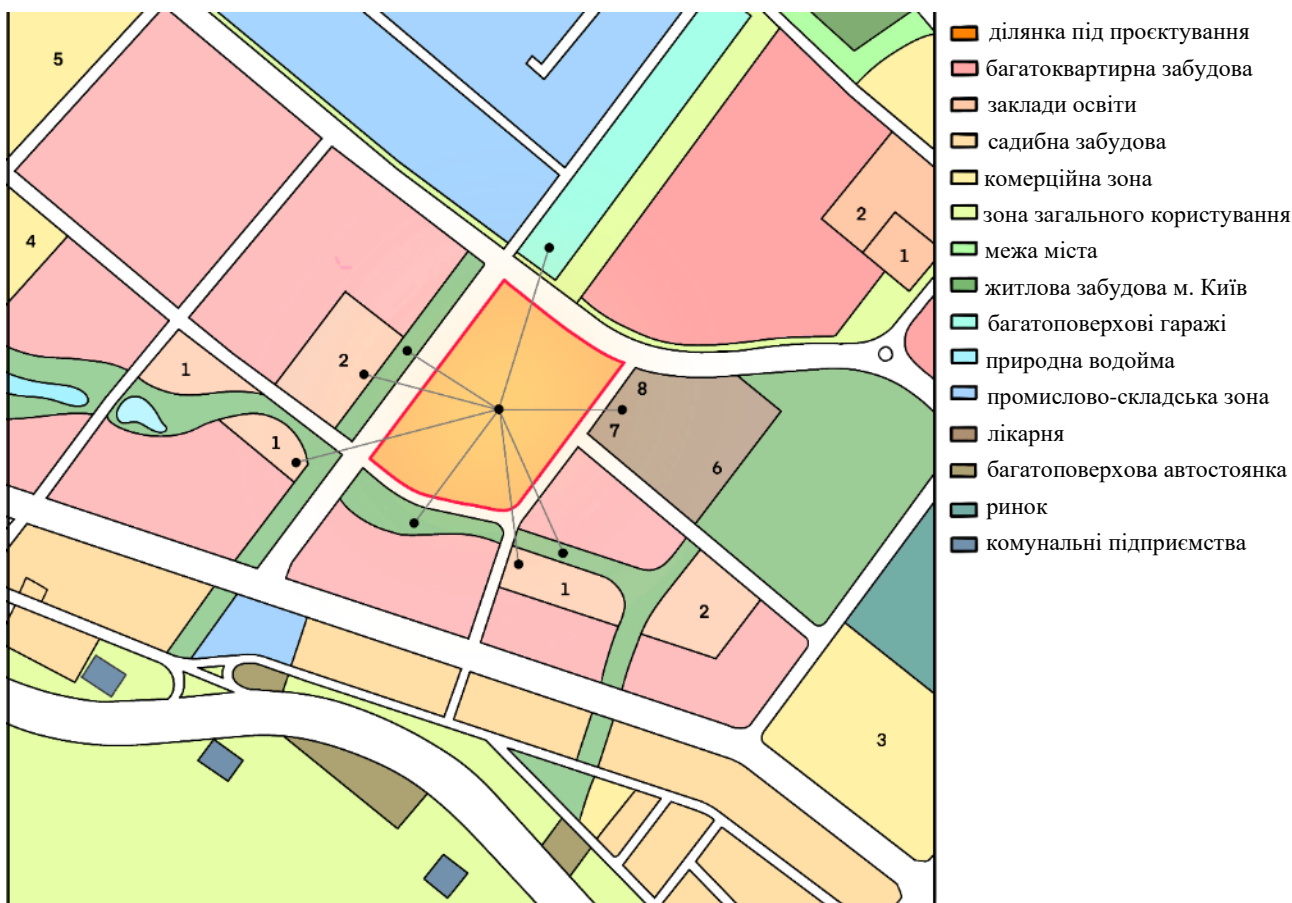 5
4
2
1
1
2
1
8
7
6
1
2
3
ділянка під проєктування
багатоквартирна забудова
заклади освіти
садибна забудова
комерційна зона
зона загального користування
межа міста
житлова забудова м. Київ
багатоповерхові гаражі
природна водойма
промислово-складська зона
лікарня
багатоповерхова автостоянка
ринок
комунальні підприємства